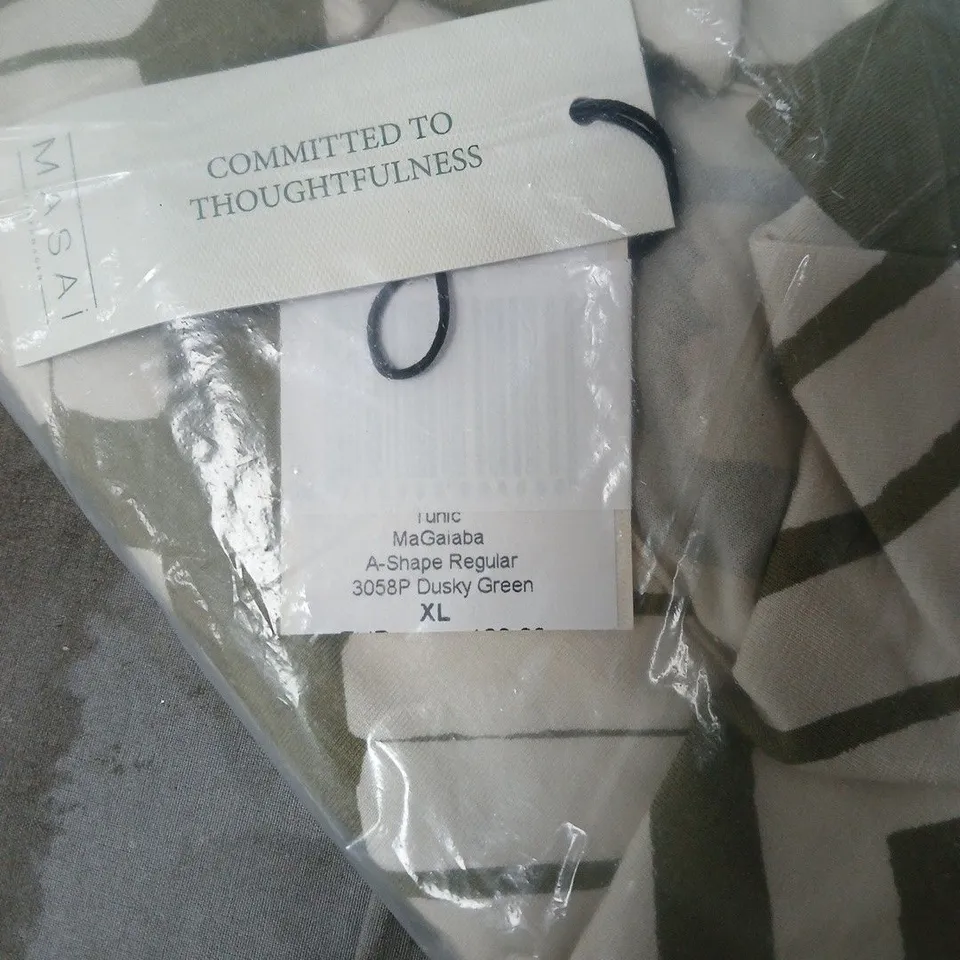 COMMITTED TO
THOUGHTFULNESS
MASAI
Tunic
MaGaiaba
A-Shape Regular
3058P Dusky Green
XL